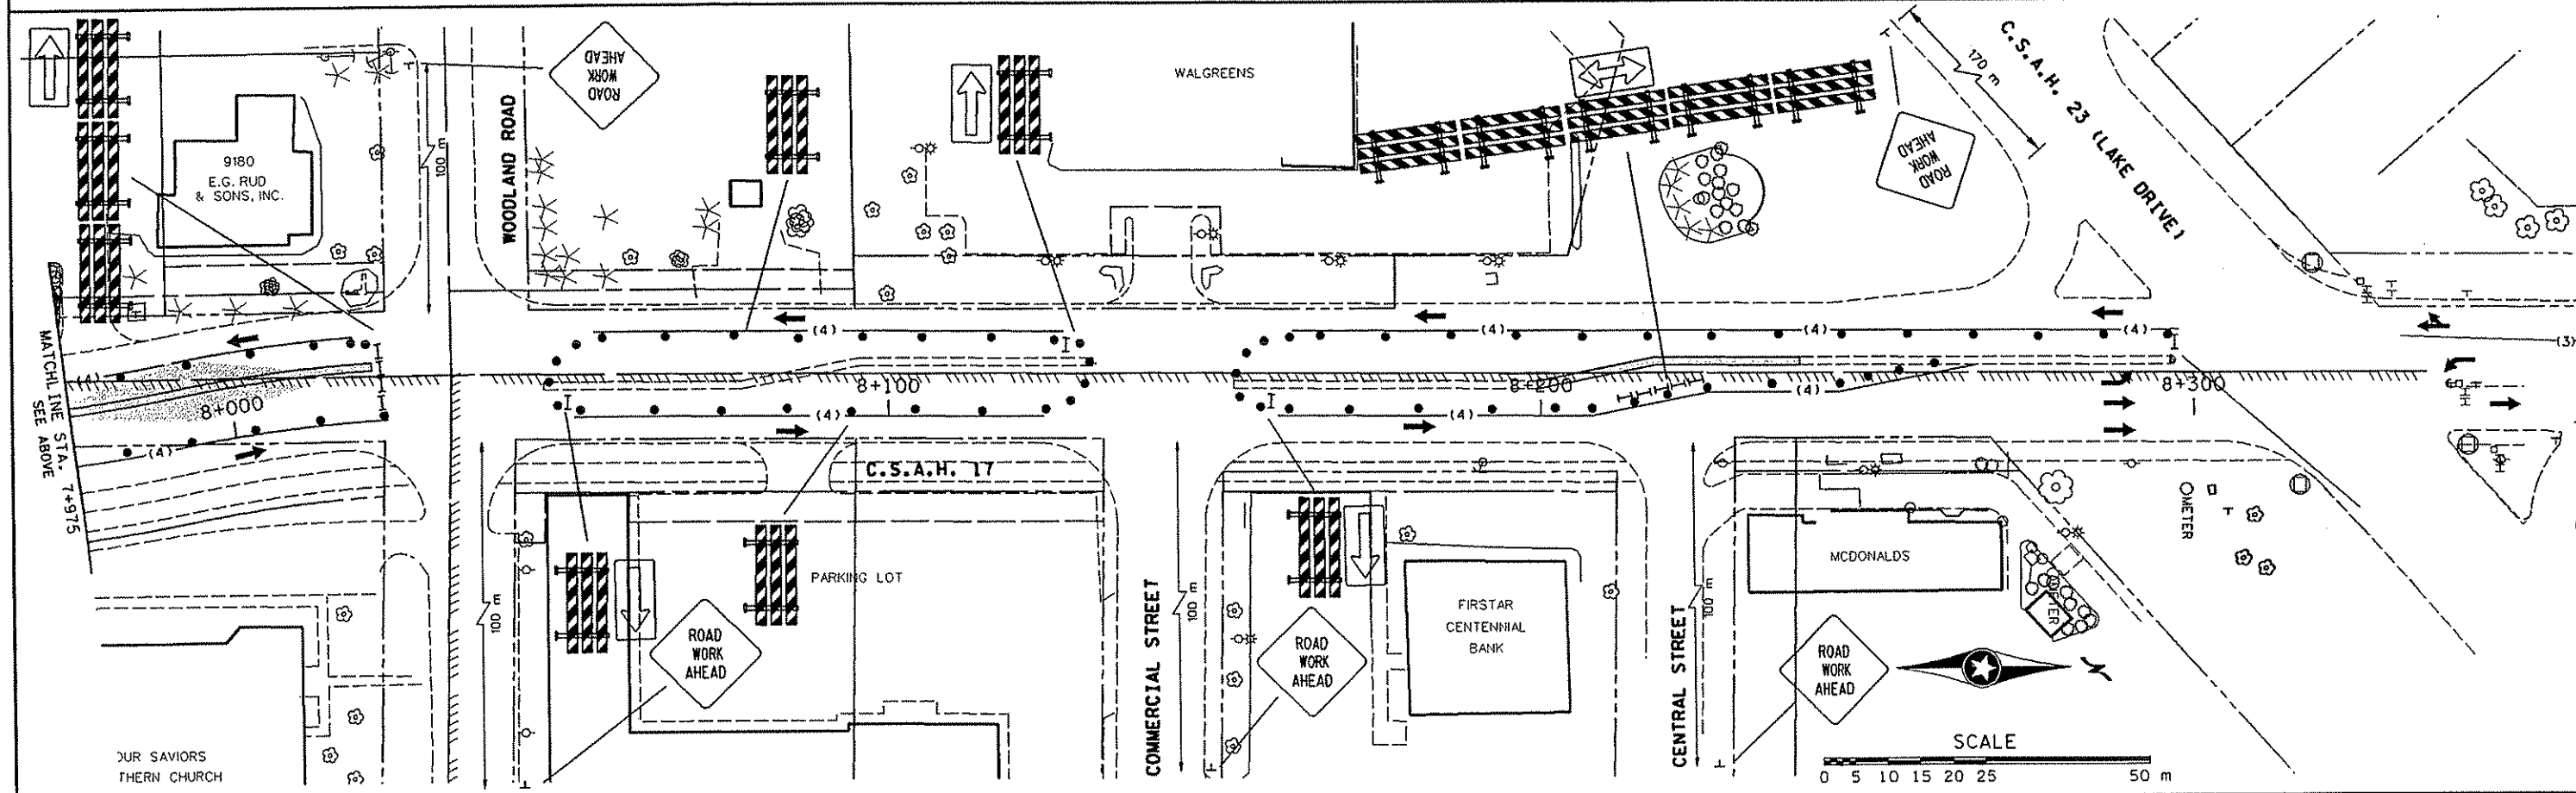 9180
E.G. RUD
& SONS, INC.
100 m
WOODLAND ROAD
ROAD
WORK
AHEAD
WALGREENS
ROAD
WORK
AHEAD
170 m
C.S.A.H. 23 (LAKE DRIVE)
MATCHLINE STA. 7+975
SEE ABOVE
8+000
(4)
(4)
(4)
8+100
(4)
(4)
(4)
(4)
(4)
8+200
(4)
(4)
8+300
(3)
C.S.A.H. 17
100 m
PARKING LOT
ROAD
WORK
AHEAD
COMMERCIAL STREET
100 m
ROAD
WORK
AHEAD
FIRSTAR
CENTENNIAL
BANK
CENTRAL STREET
100 m
MCDONALDS
METER
METER
ROAD
WORK
AHEAD
N
SCALE
0 5 10 15 20 25 50 m
OUR SAVIORS
THERN CHURCH